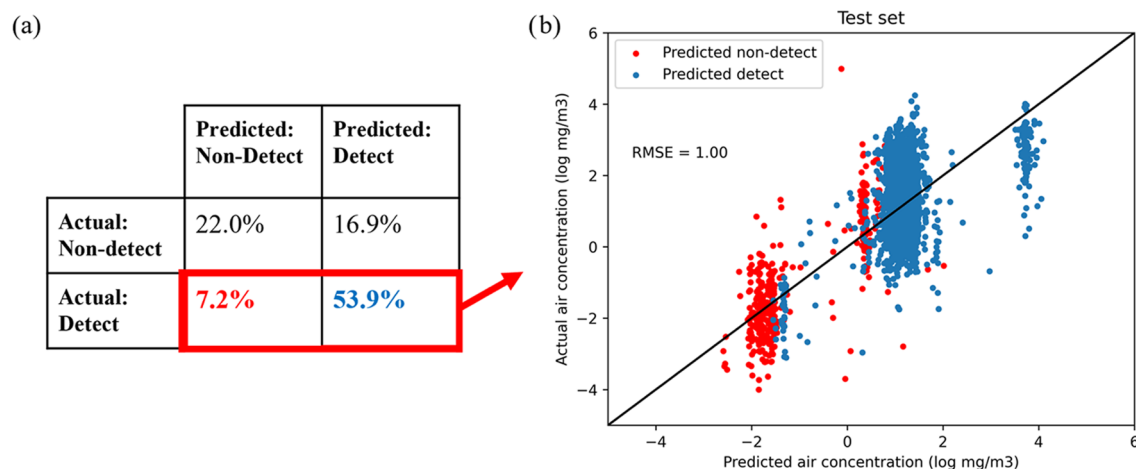 (a)
Predicted:
Non-Detect
Predicted:
Detect
Actual:
Non-detect
22.0%
16.9%
Actual:
Detect
7.2%
53.9%
(b)
Test set
Predicted non-detect
Predicted detect
RMSE = 1.00
Actual air concentration (log mg/m3)
6
4
2
0
−2
−4
−4
−2
0
2
4
6
Predicted air concentration (log mg/m3)